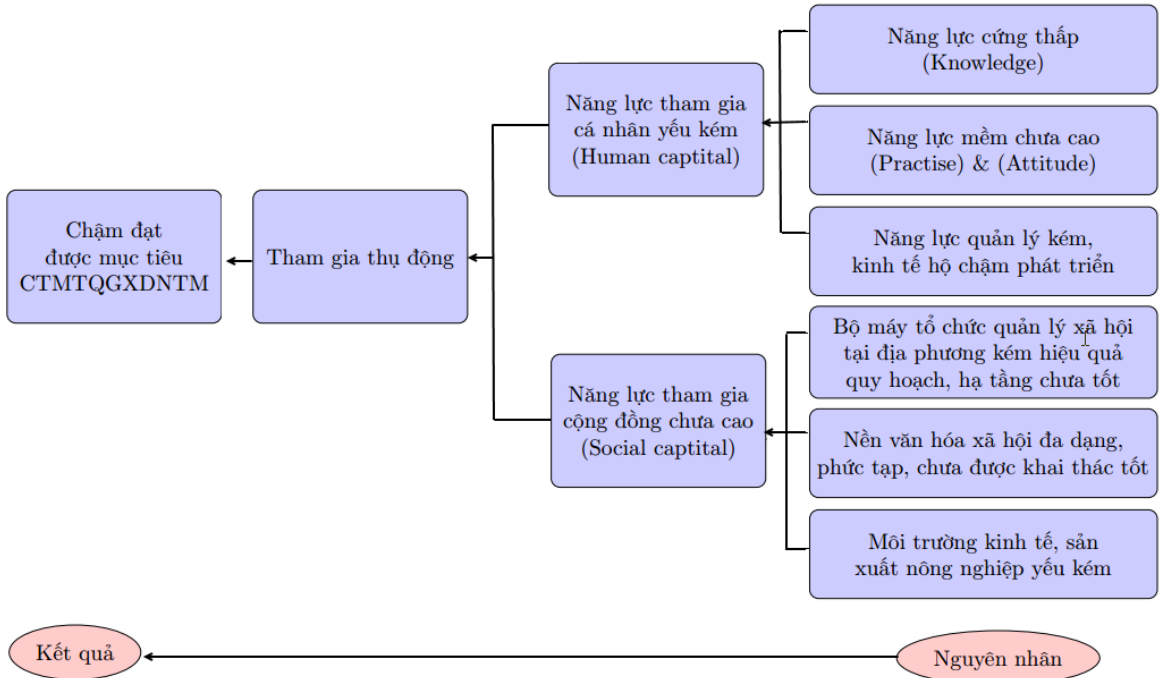 Chậm đạt
được mục tiêu
CTMTQGXDNTM
Tham gia thụ động
Năng lực tham gia
cá nhân yếu kém
(Human captital)
Năng lực tham gia
cộng đồng chưa cao
(Social captital)
Năng lực cứng thấp
(Knowledge)
Năng lực mềm chưa cao
(Practise) & (Attitude)
Năng lực quản lý kém,
kinh tế hộ chậm phát triển
Bộ máy tổ chức quản lý xã hội
tại địa phương kém hiệu quả
quy hoạch, hạ tầng chưa tốt
Nền văn hóa xã hội đa dạng,
phức tạp, chưa được khai thác tốt
Môi trường kinh tế, sản
xuất nông nghiệp yếu kém
Kết quả
Nguyên nhân